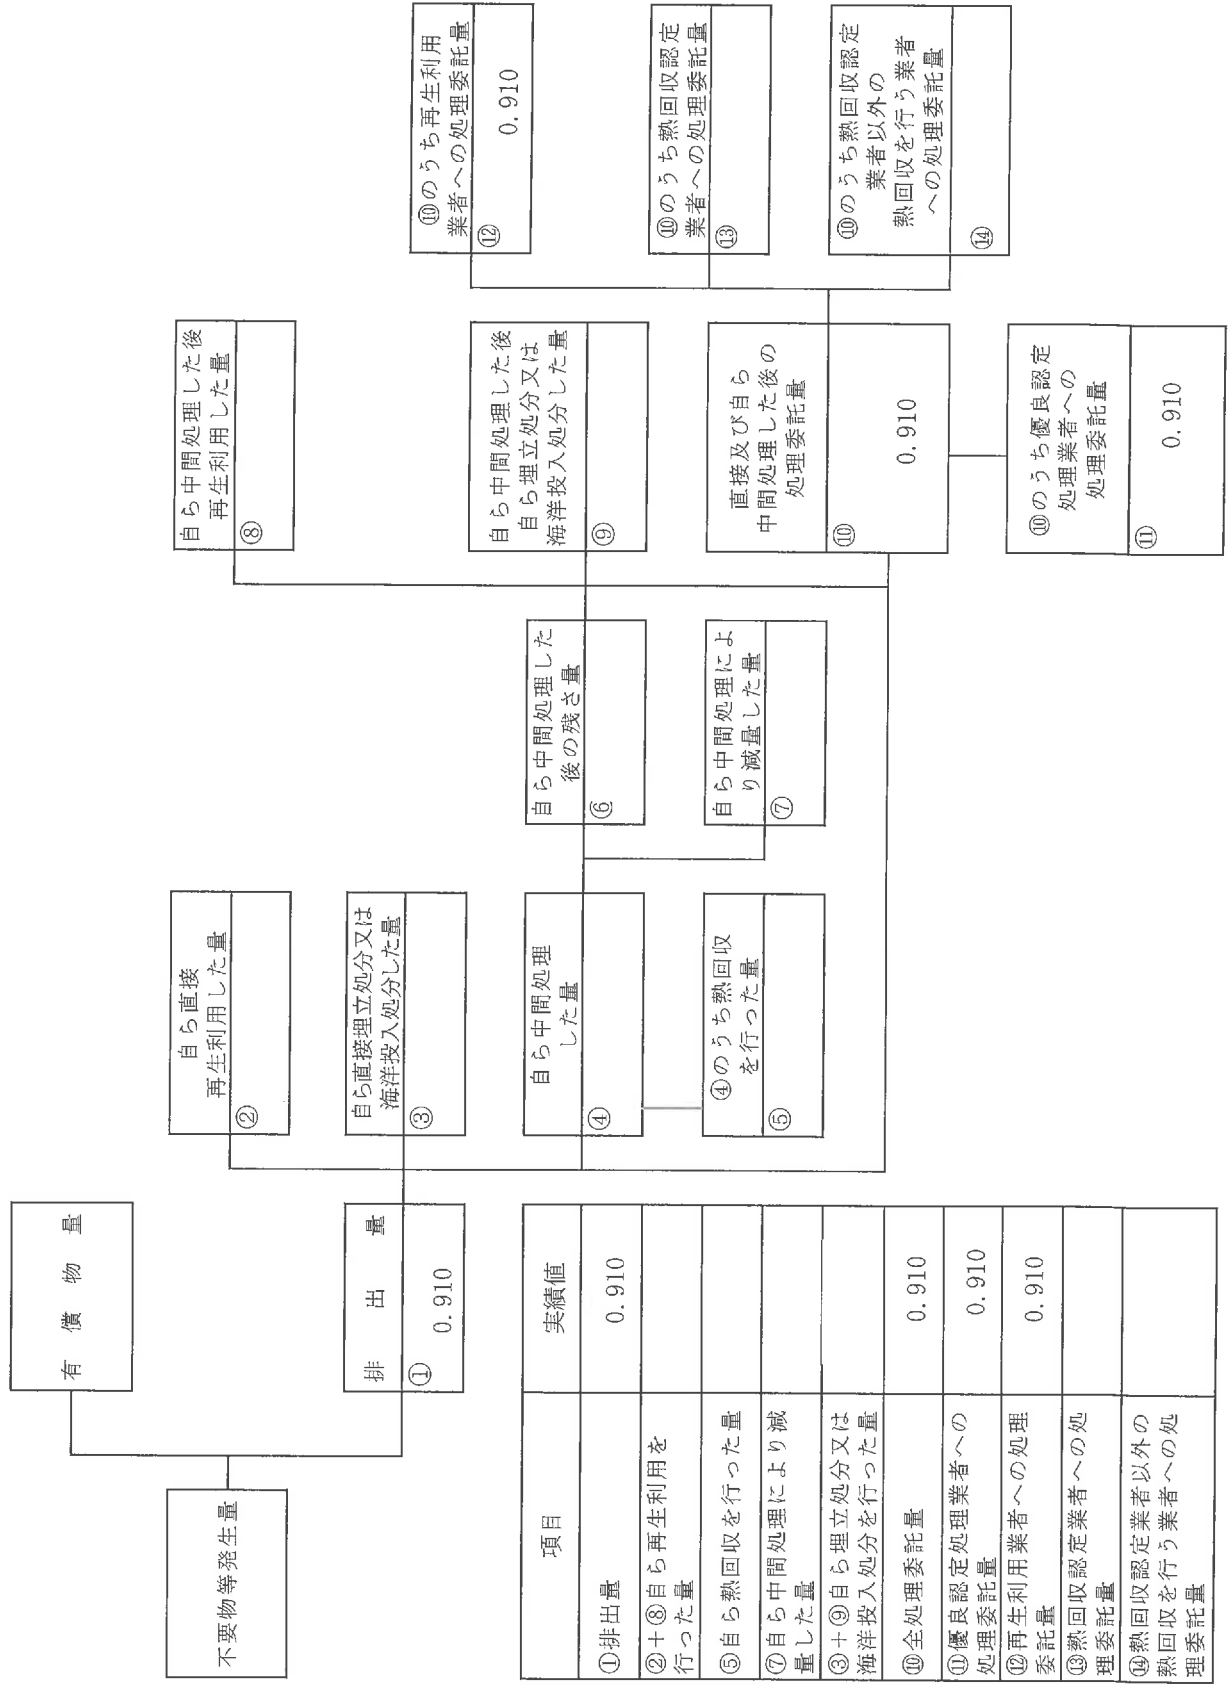 不要物等発生量
有償物量
排出量
①
0.910
自ら直接
再生利用した量
②
自ら直接埋立処分又は
海洋投入処分した量
③
自ら中間処理
した量
④
④のうち熱回収
を行った量
⑤
自ら中間処理した
後の残さ量
⑥
自ら中間処理によ
り減量した量
⑦
自ら中間処理した後
再生利用した量
⑧
自ら中間処理した後
自ら埋立処分又は
海洋投入処分した量
⑨
直接及び自ら
中間処理した後の
処理委託量
⑩
0.910
⑩のうち優良認定
処理業者への
処理委託量
⑪
0.910
⑩のうち再生利用
業者への処理委託量
⑫
0.910
⑩のうち熱回収認定
業者への処理委託量
⑬
⑩のうち熱回収認定
業者以外の
熱回収を行う業者
への処理委託量
⑭
項目 実績値
①排出量 0.910
②+⑧自ら再生利用を
行った量
⑤自ら熱回収を行った量
⑦自ら中間処理により減
量した量
③+⑨自ら埋立処分又は
海洋投入処分を行った量
⑩全処理委託量 0.910
⑪優良認定処理業者への
処理委託量 0.910
⑫再生利用業者への処理
委託量 0.910
⑬熱回収認定業者への処
理委託量
⑭熱回収認定業者以外の
熱回収を行う業者への処
理委託量